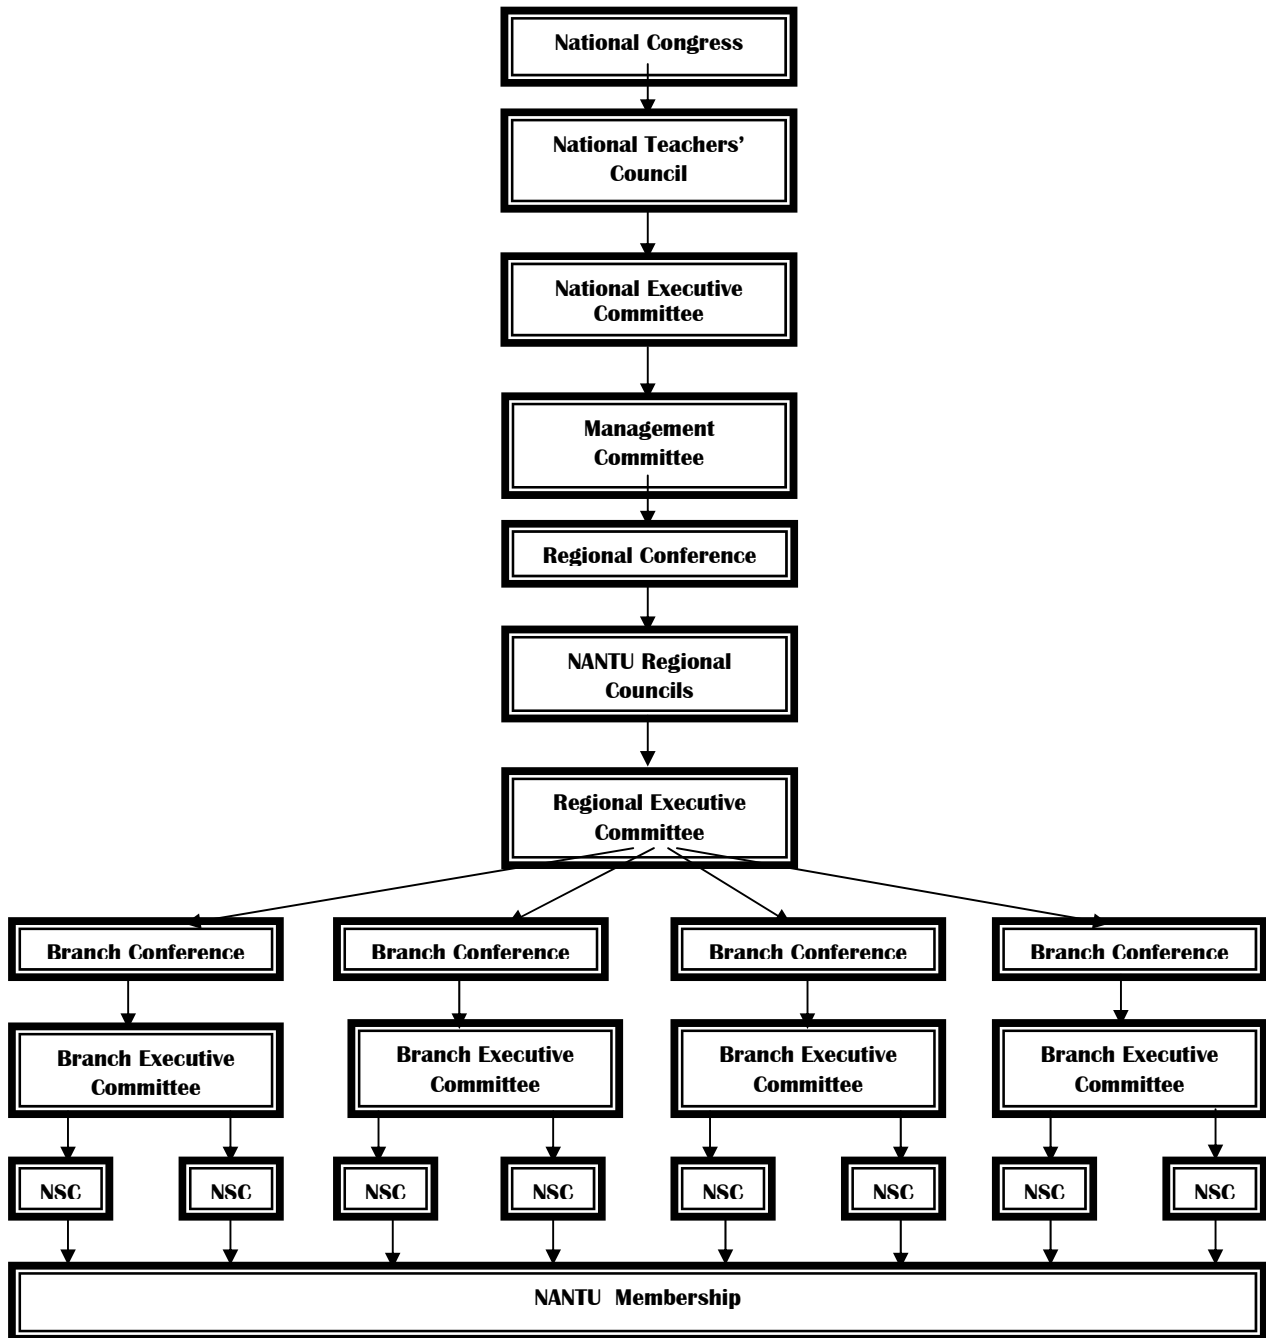 National Congress
National Teachers’
Council
National Executive
Committee
Management
Committee
Regional Conference
NANTU Regional
Councils
Regional Executive
Committee
Branch Conference
Branch Conference
Branch Conference
Branch Conference
Branch Executive
Committee
Branch Executive
Committee
Branch Executive
Committee
Branch Executive
Committee
NSC
NSC
NSC
NSC
NSC
NSC
NSC
NSC
NANTU Membership